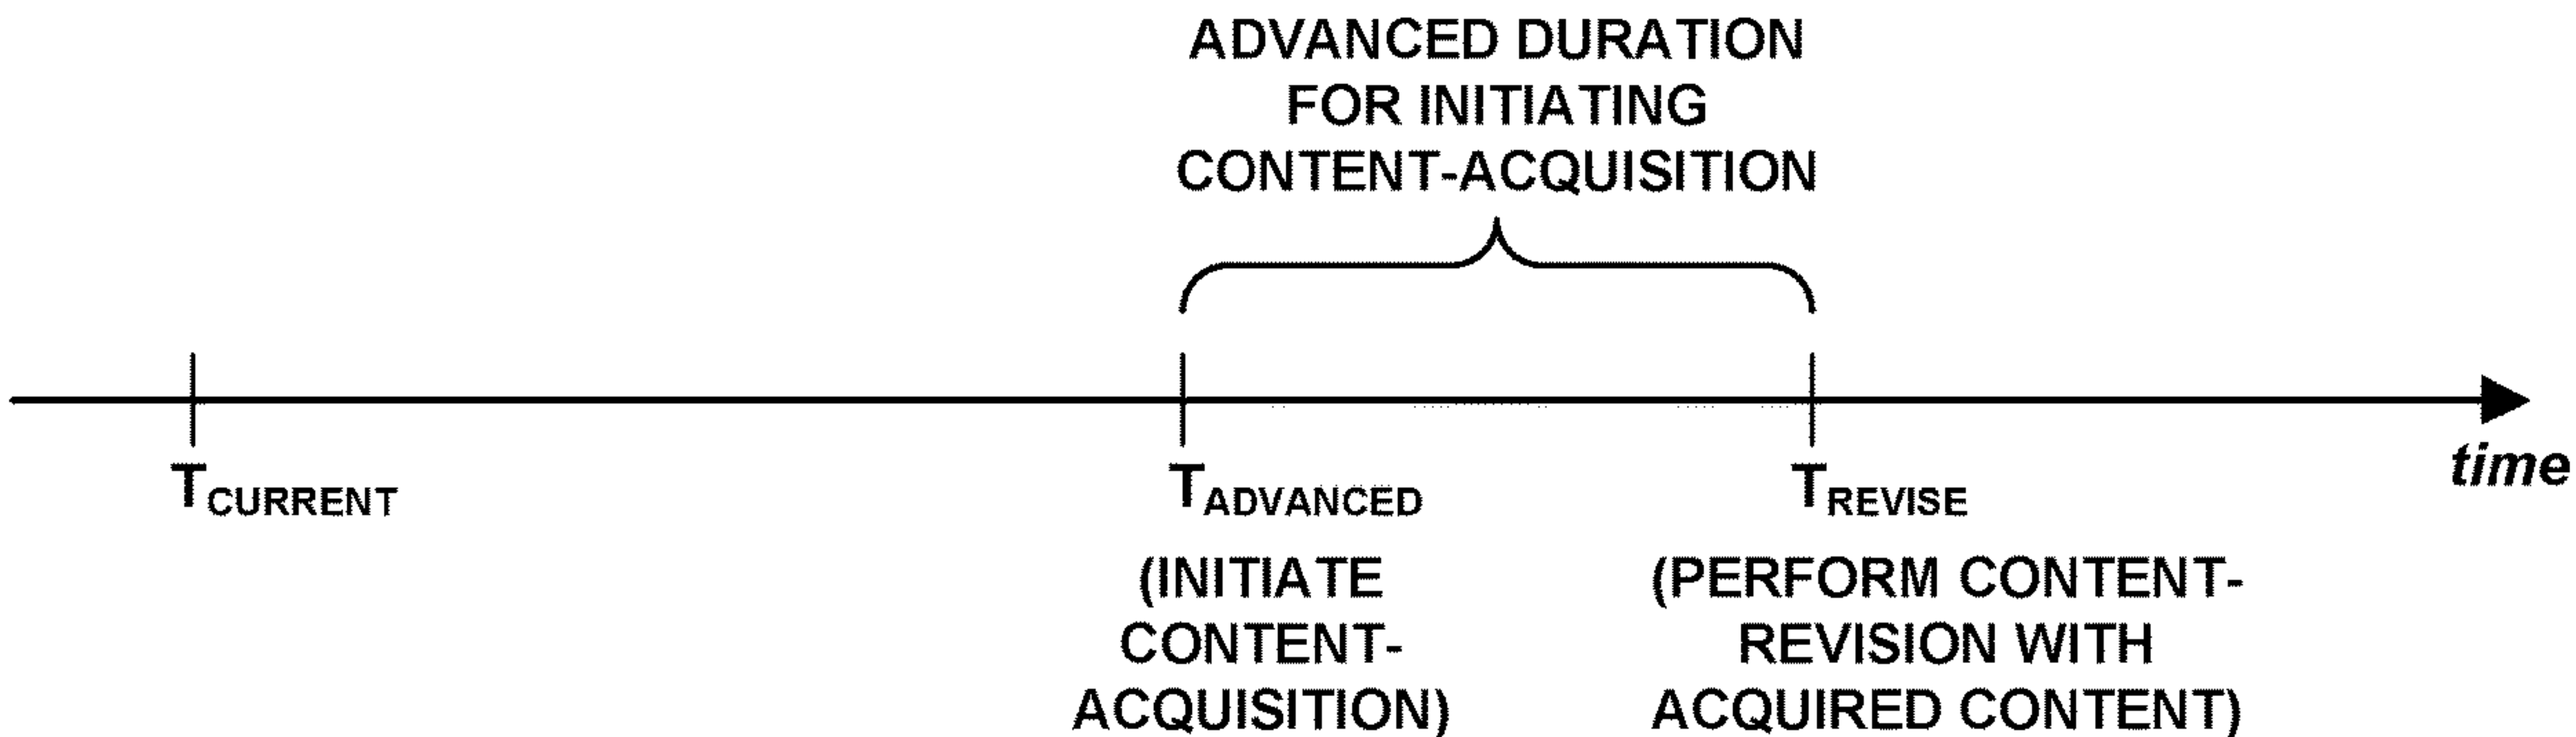 ADVANCED DURATION
FOR INITIATING
CONTENT-ACQUISITION
time
TCURRENT
TADVANCED
TREVISE
(INITIATE
CONTENT-
ACQUISITION)
(PERFORM CONTENT-
REVISION WITH
ACQUIRED CONTENT)